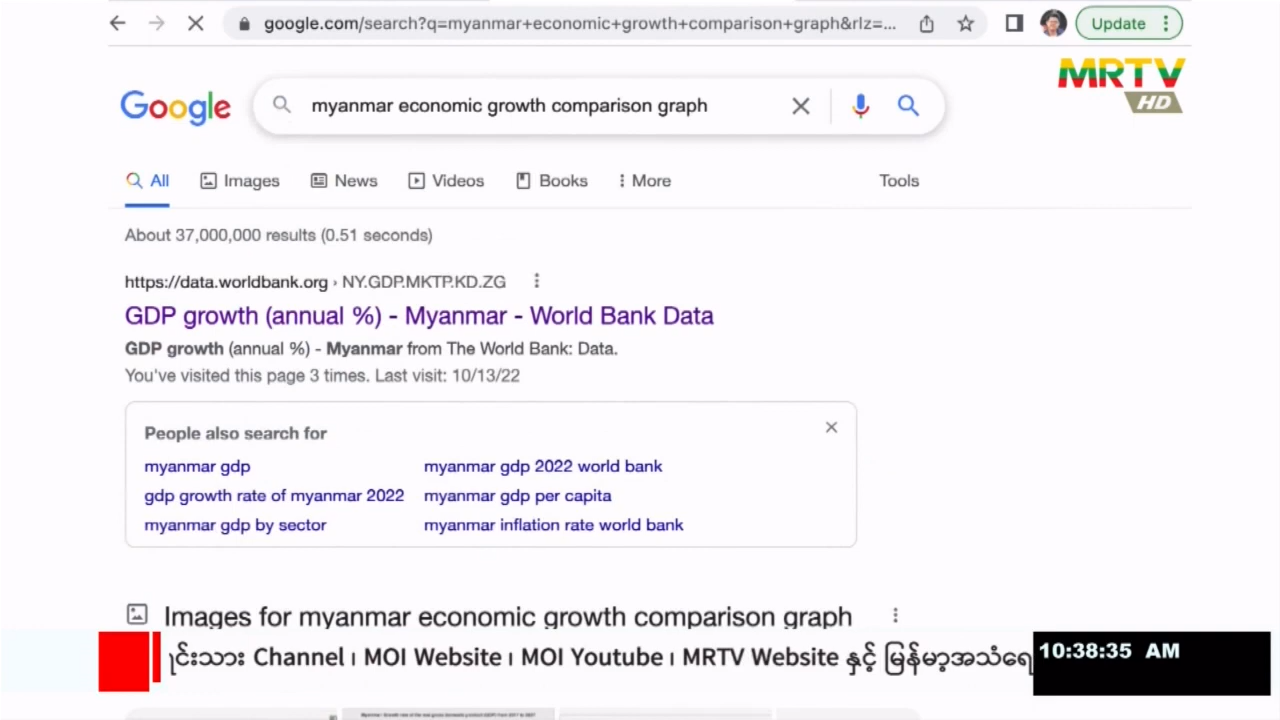 google.com/search?q=myanmar+economic+growth+comparison+graph&rlz=...
Update
MRTV
HD
Google
myanmar economic growth comparison graph
All
Images
News
Videos
Books
More
Tools
About 37,000,000 results (0.51 seconds)
https://data.worldbank.org › NY.GDP.MKTP.KD.ZG
GDP growth (annual %) - Myanmar - World Bank Data
GDP growth (annual %) - Myanmar from The World Bank: Data.
You've visited this page 3 times. Last visit: 10/13/22
People also search for
myanmar gdp
myanmar gdp 2022 world bank
gdp growth rate of myanmar 2022
myanmar gdp per capita
myanmar gdp by sector
myanmar inflation rate world bank
Images for myanmar economic growth comparison graph
Channel ၊ MOI Website ၊ MOI Youtube ၊ MRTV Website နှင့် မြန်မာ့အသံရေ
10:38:35 AM